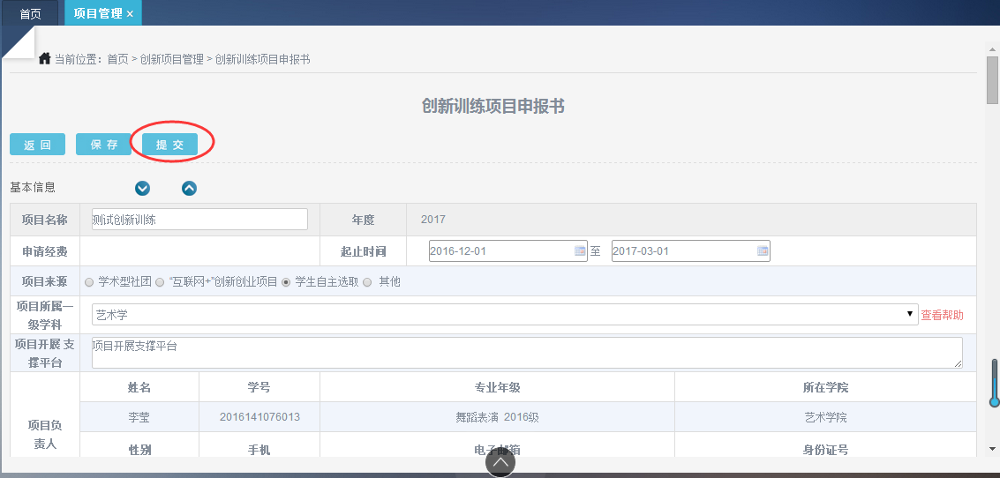 首页 项目管理 ×
当前位置：首页 > 创新项目管理 > 创新训练项目申报书
创新训练项目申报书
返 回 保 存 提 交
基本信息
项目名称 测试创新训练 年度 2017
申请经费 起止时间 2016-12-01 至 2017-03-01
项目来源 学术型社团 "互联网+"创新创业项目 学生自主选取 其他
项目所属一
级学科
艺术学 查看帮助
项目开展 支
撑平台
项目开展支撑平台
姓名 学号 专业年级 所在学院
项目负
责人
李莹 2016141076013 舞蹈表演 2016级 艺术学院
性别 手机 电子邮箱 身份证号